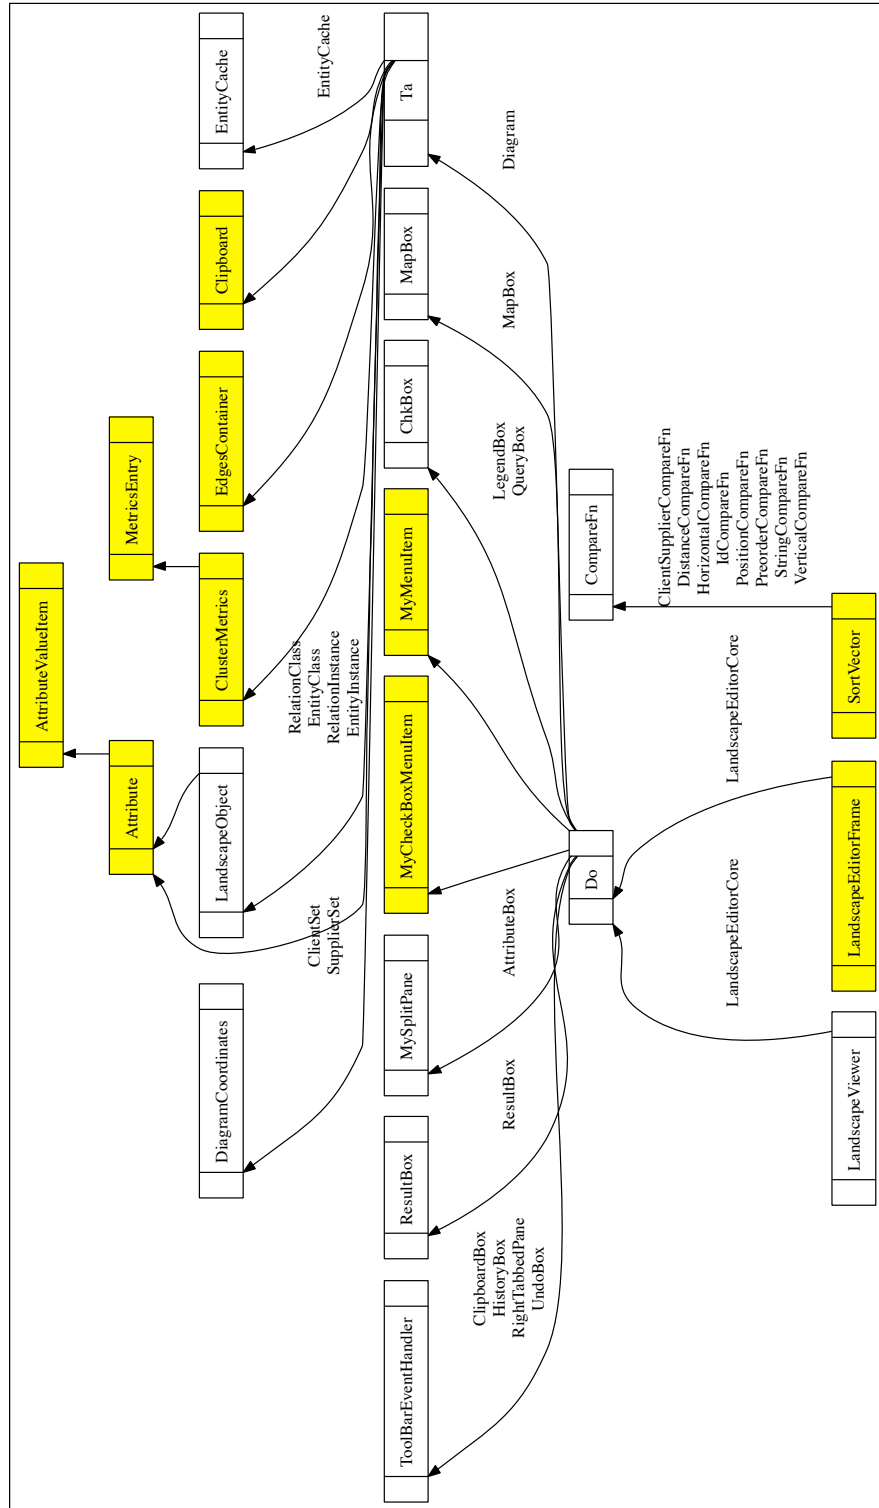 AttributeValueItem
MetricsEntry
Attribute
EntityCache
Clipboard
EdgesContainer
ClusterMetrics
LandscapeObject
DiagramCoordinates
EntityCache
RelationClass
EntityClass
RelationInstance
EntityInstance
ClientSet
SupplierSet
Ta
MapBox
ChkBox
MyMenuItem
MyCheckBoxMenuItem
MySplitPane
ResultBox
ToolBarEventHandler
Diagram
MapBox
LegendBox
QueryBox
AttributeBox
ResultBox
ClipboardBox
HistoryBox
RightTabbedPane
UndoBox
CompareFn
Do
ClientSupplierCompareFn
DistanceCompareFn
HorizontalCompareFn
IdCompareFn
PositionCompareFn
PreorderCompareFn
StringCompareFn
VerticalCompareFn
LandscapeEditorCore
LandscapeEditorCore
SortVector
LandscapeEditorFrame
LandscapeViewer